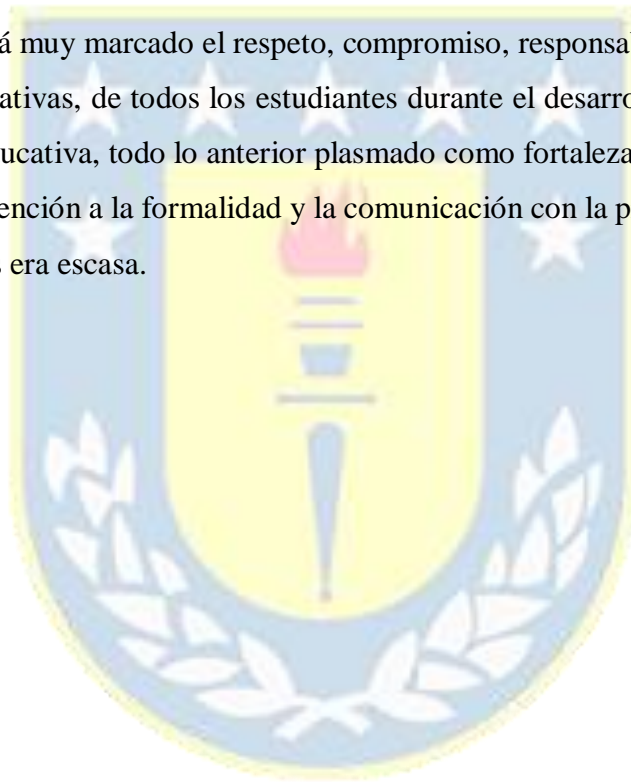 á muy marcado el respeto, compromiso, responsa
ativas, de todos los estudiantes durante el desarro
ucativa, todo lo anterior plasmado como fortaleza
ención a la formalidad y la comunicación con la p
s era escasa.